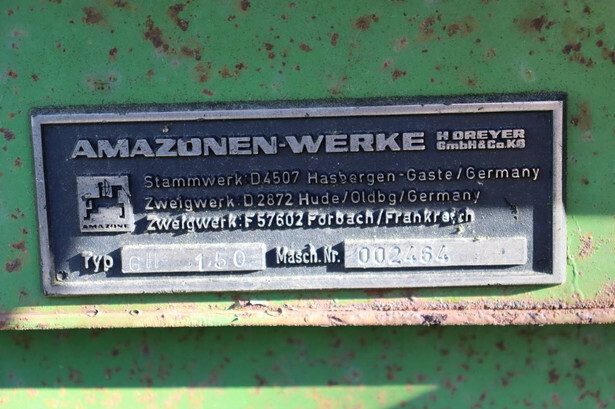 AMAZONEN-WERKE H DREYER GmbH & Co.KG
Stammwerk: D4507 Hasbergen-Gaste/Germany
Zweigwerk: D2872 Hude/Oldbg/Germany
Zweigwerk: F57602 Forbach/Frankreich
AMAZONE
Typ 150 Masch. Nr. 002464